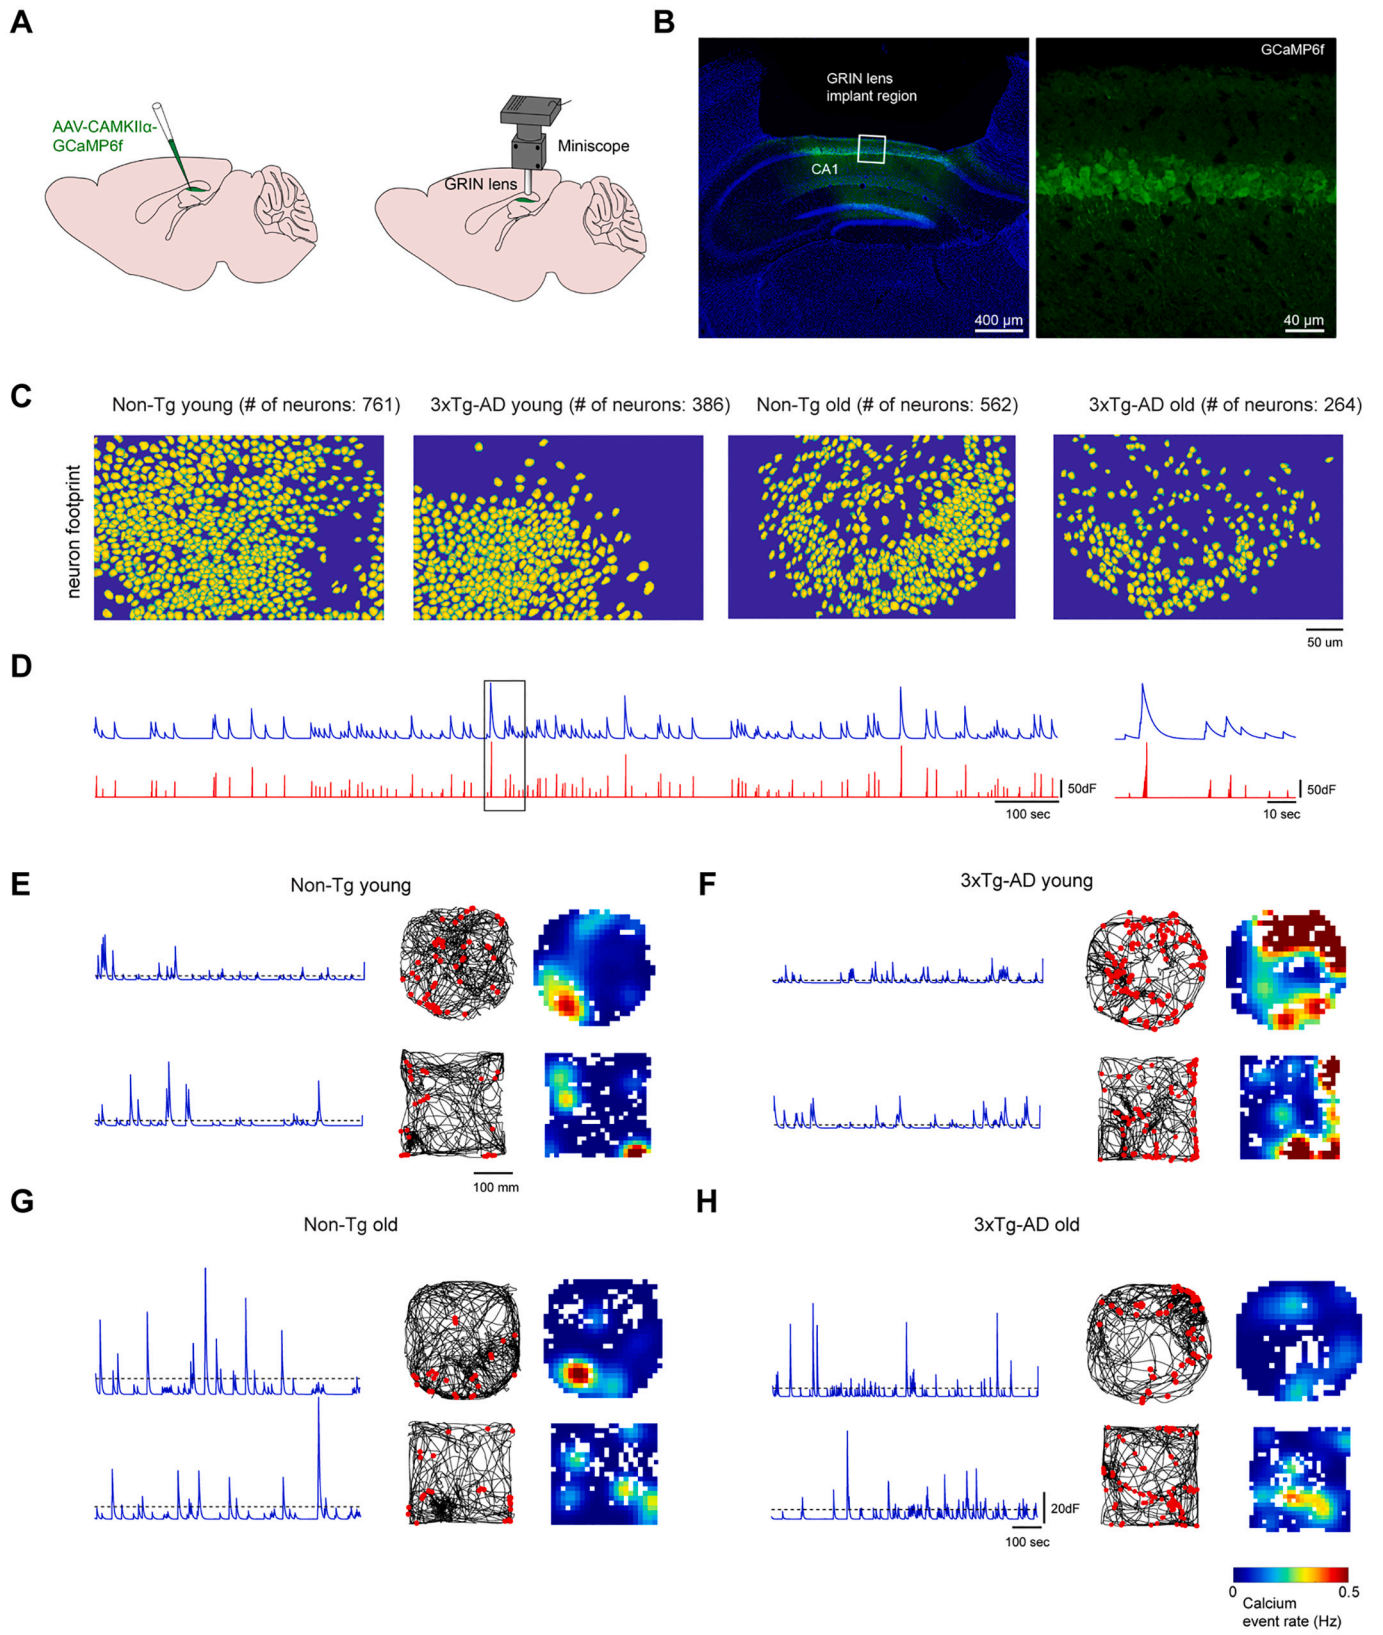 A
AAV-CAMKIIα-
GCaMP6f
Miniscope
GRIN lens
B
GRIN lens
implant region
CA1
400 µm
GCaMP6f
40 µm
C
Non-Tg young (# of neurons: 761)
3xTg-AD young (# of neurons: 386)
Non-Tg old (# of neurons: 562)
3xTg-AD old (# of neurons: 264)
neuron footprint
50 um
D
50dF
100 sec
50dF
10 sec
E
Non-Tg young
100 mm
F
3xTg-AD young
G
Non-Tg old
H
3xTg-AD old
20dF
100 sec
0
0.5
Calcium
event rate (Hz)